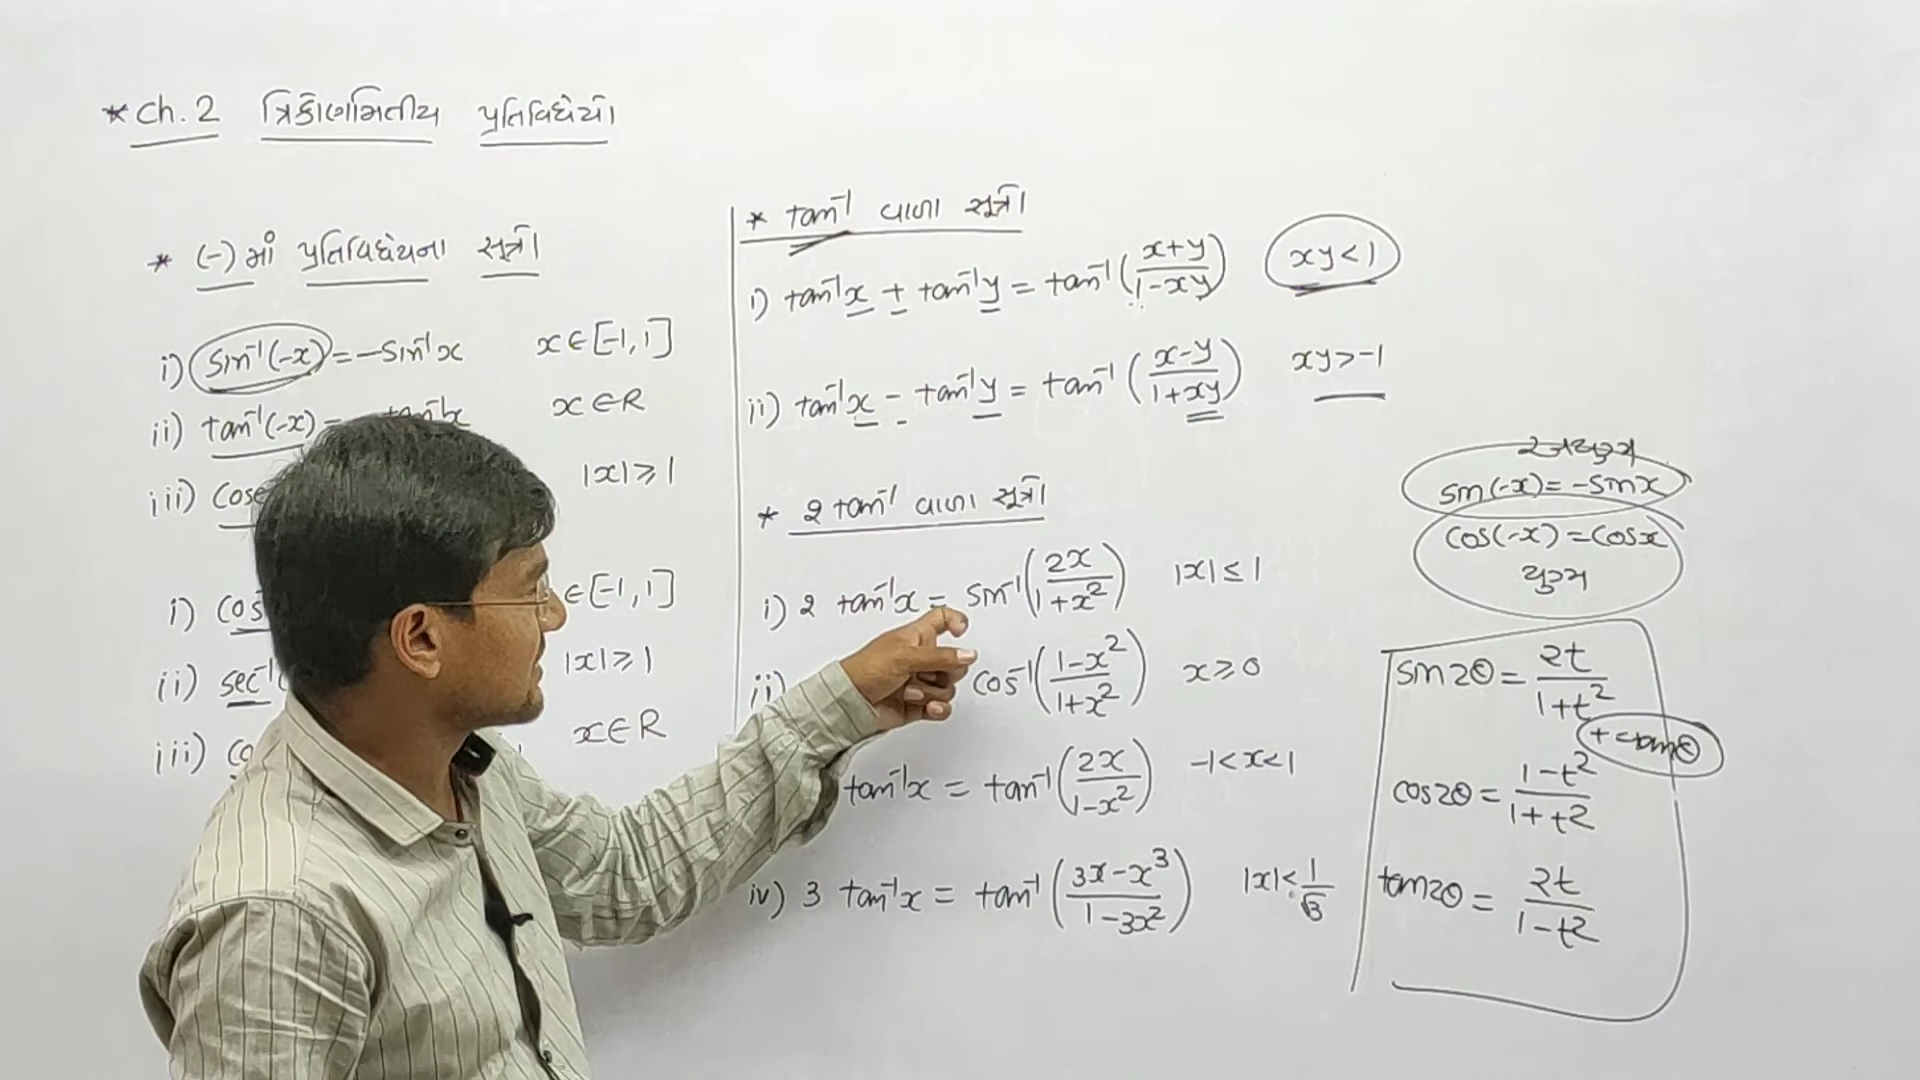 * Ch. 2 ત્રિકોણમિતીય પ્રતિવિધેયો
* (-) માં પ્રતિવિધેયના સૂત્રો
i) sin⁻¹(-x) = -sin⁻¹x x ∈ [-1, 1]
ii) tan⁻¹(-x) = -tan⁻¹x x ∈ R
iii) cose |x| ≥ 1
i) cos ∈ [-1, 1]
ii) sec⁻¹( |x| ≥ 1
iii) co x ∈ R
* tan⁻¹ વાળા સૂત્રો
i) tan⁻¹x + tan⁻¹y = tan⁻¹((x+y)/(1-xy)) xy < 1
ii) tan⁻¹x - tan⁻¹y = tan⁻¹((x-y)/(1+xy)) xy > -1
* 2 tan⁻¹ વાળા સૂત્રો
i) 2 tan⁻¹x = sin⁻¹(2x/(1+x²)) |x| ≤ 1
ii) cos⁻¹((1-x²)/(1+x²)) x ≥ 0
tan⁻¹x = tan⁻¹(2x/(1-x²)) -1 < x < 1
iv) 3 tan⁻¹x = tan⁻¹((3x-x³)/(1-3x²)) |x| < 1/√3
sin(-x) = -sinx
cos(-x) = cosx
યુગ્મ
sin2θ = 2t/(1+t²)
t = tanθ
cos2θ = (1-t²)/(1+t²)
tan2θ = 2t/(1-t²)